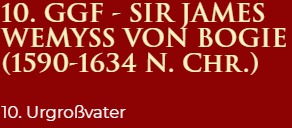 10. GGF - SIR JAMES
WEMYSS VON BOGIE
(1590-1634 N. CHR.)
10. Urgroßvater